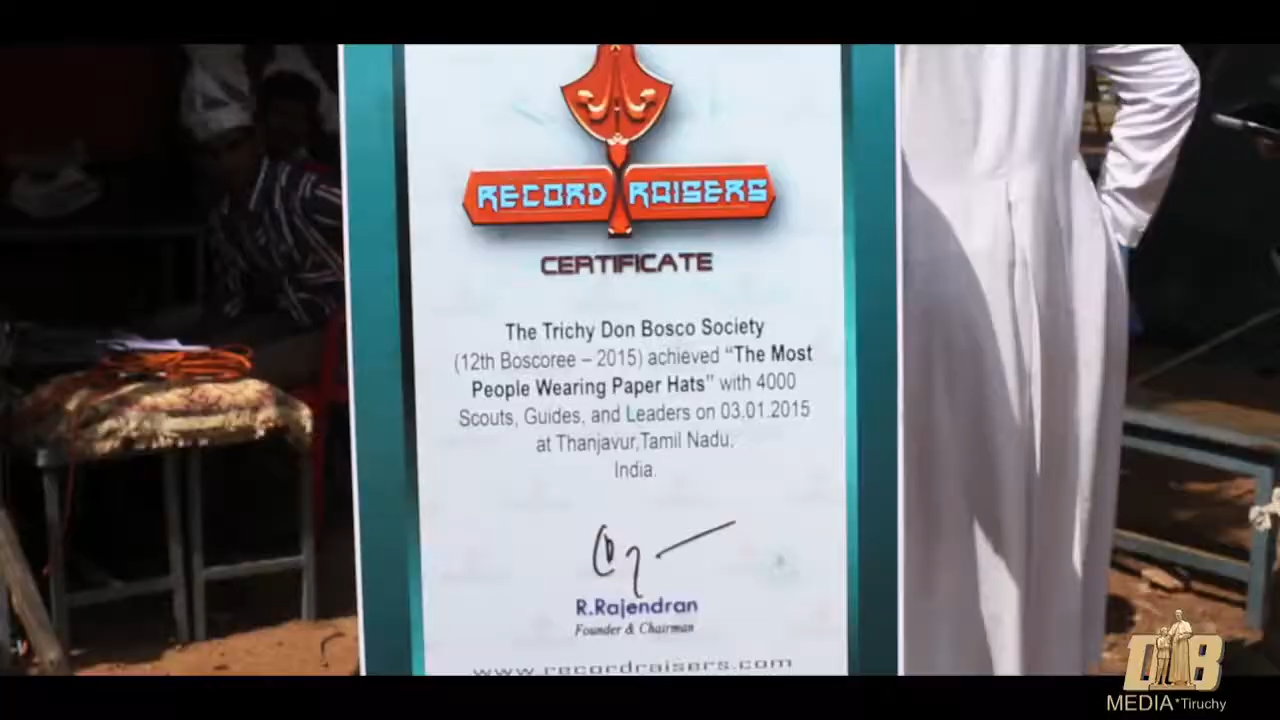 RECORD RAISERS
CERTIFICATE
The Trichy Don Bosco Society
(12th Boscoree – 2015) achieved “The Most
People Wearing Paper Hats” with 4000
Scouts, Guides, and Leaders on 03.01.2015
at Thanjavur,Tamil Nadu,
India.
R.Rajendran
Founder & Chairman
www.recordraisers.com
DB
MEDIA*Tiruchy